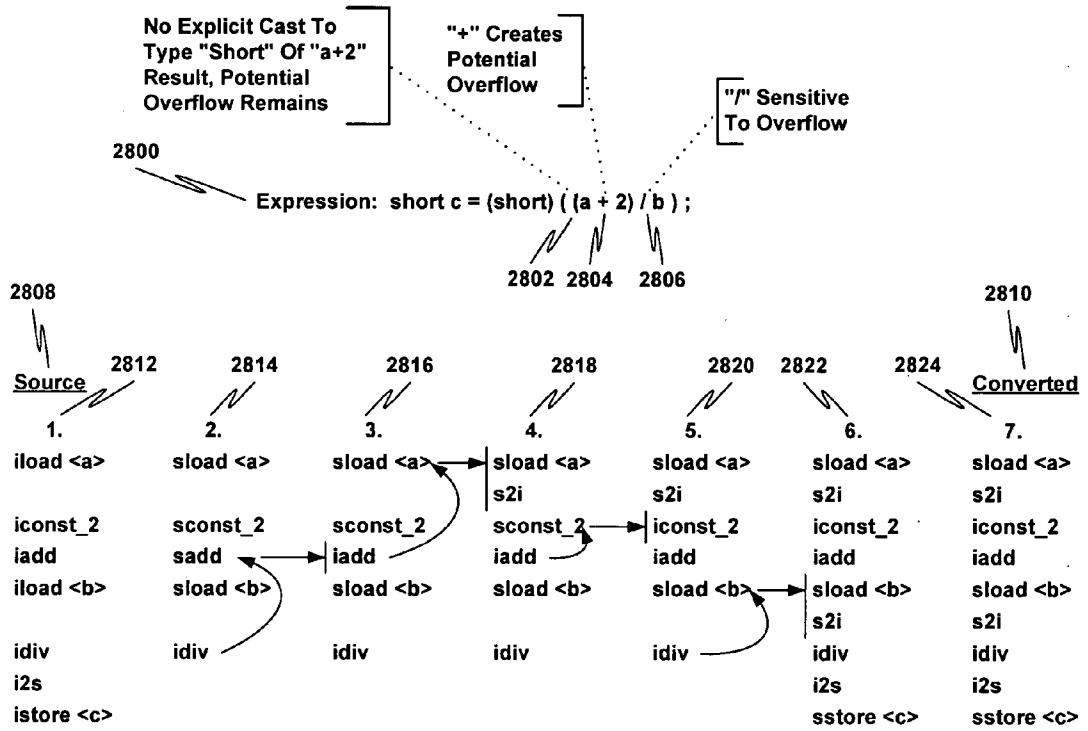 No Explicit Cast To
Type "Short" Of "a+2"
Result, Potential
Overflow Remains
"+" Creates
Potential
Overflow
"/" Sensitive
To Overflow
2800
Expression: short c = (short) ( (a + 2) / b ) ;
2802 2804 2806
2808 2810
2812 2814 2816 2818 2820 2822 2824
Source Converted
1. 2. 3. 4. 5. 6. 7.
iload <a> sload <a> sload <a> sload <a> sload <a> sload <a> sload <a>
s2i s2i s2i s2i
iconst_2 sconst_2 sconst_2 sconst_2 iconst_2 iconst_2 iconst_2
iadd sadd iadd iadd iadd iadd iadd
iload <b> sload <b> sload <b> sload <b> sload <b> sload <b> sload <b>
s2i s2i
idiv idiv idiv idiv idiv idiv idiv
i2s i2s i2s
istore <c> sstore <c> sstore <c>